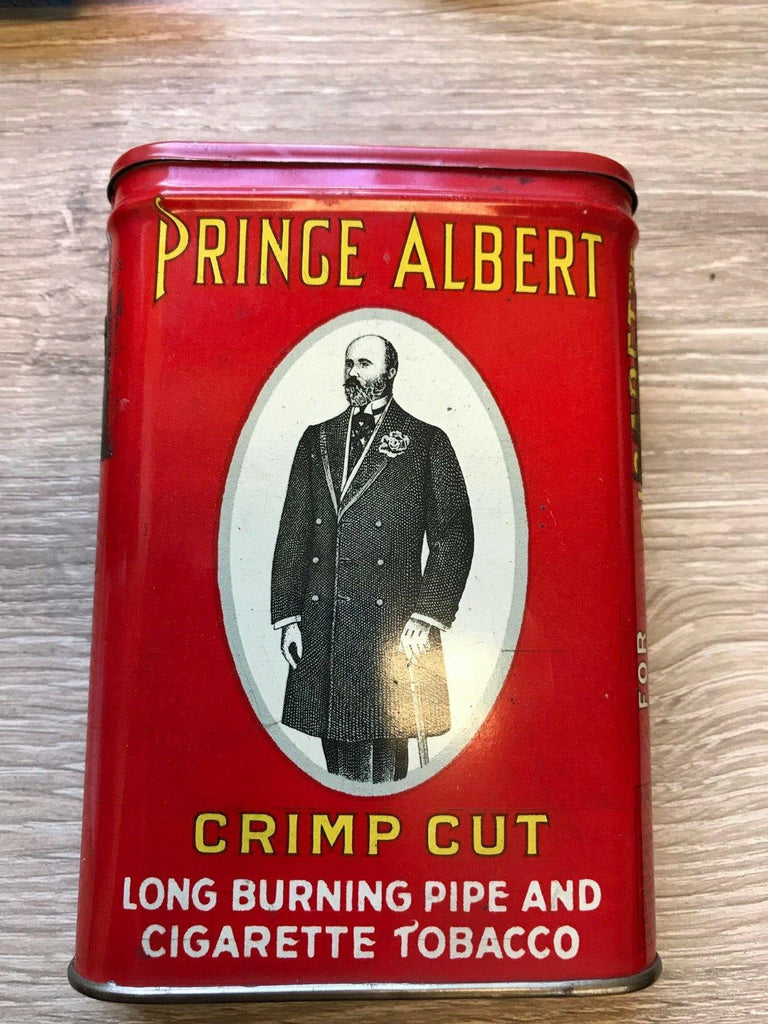 PRINCE ALBERT
CRIMP CUT
LONG BURNING PIPE AND
CIGARETTE TOBACCO
FOR